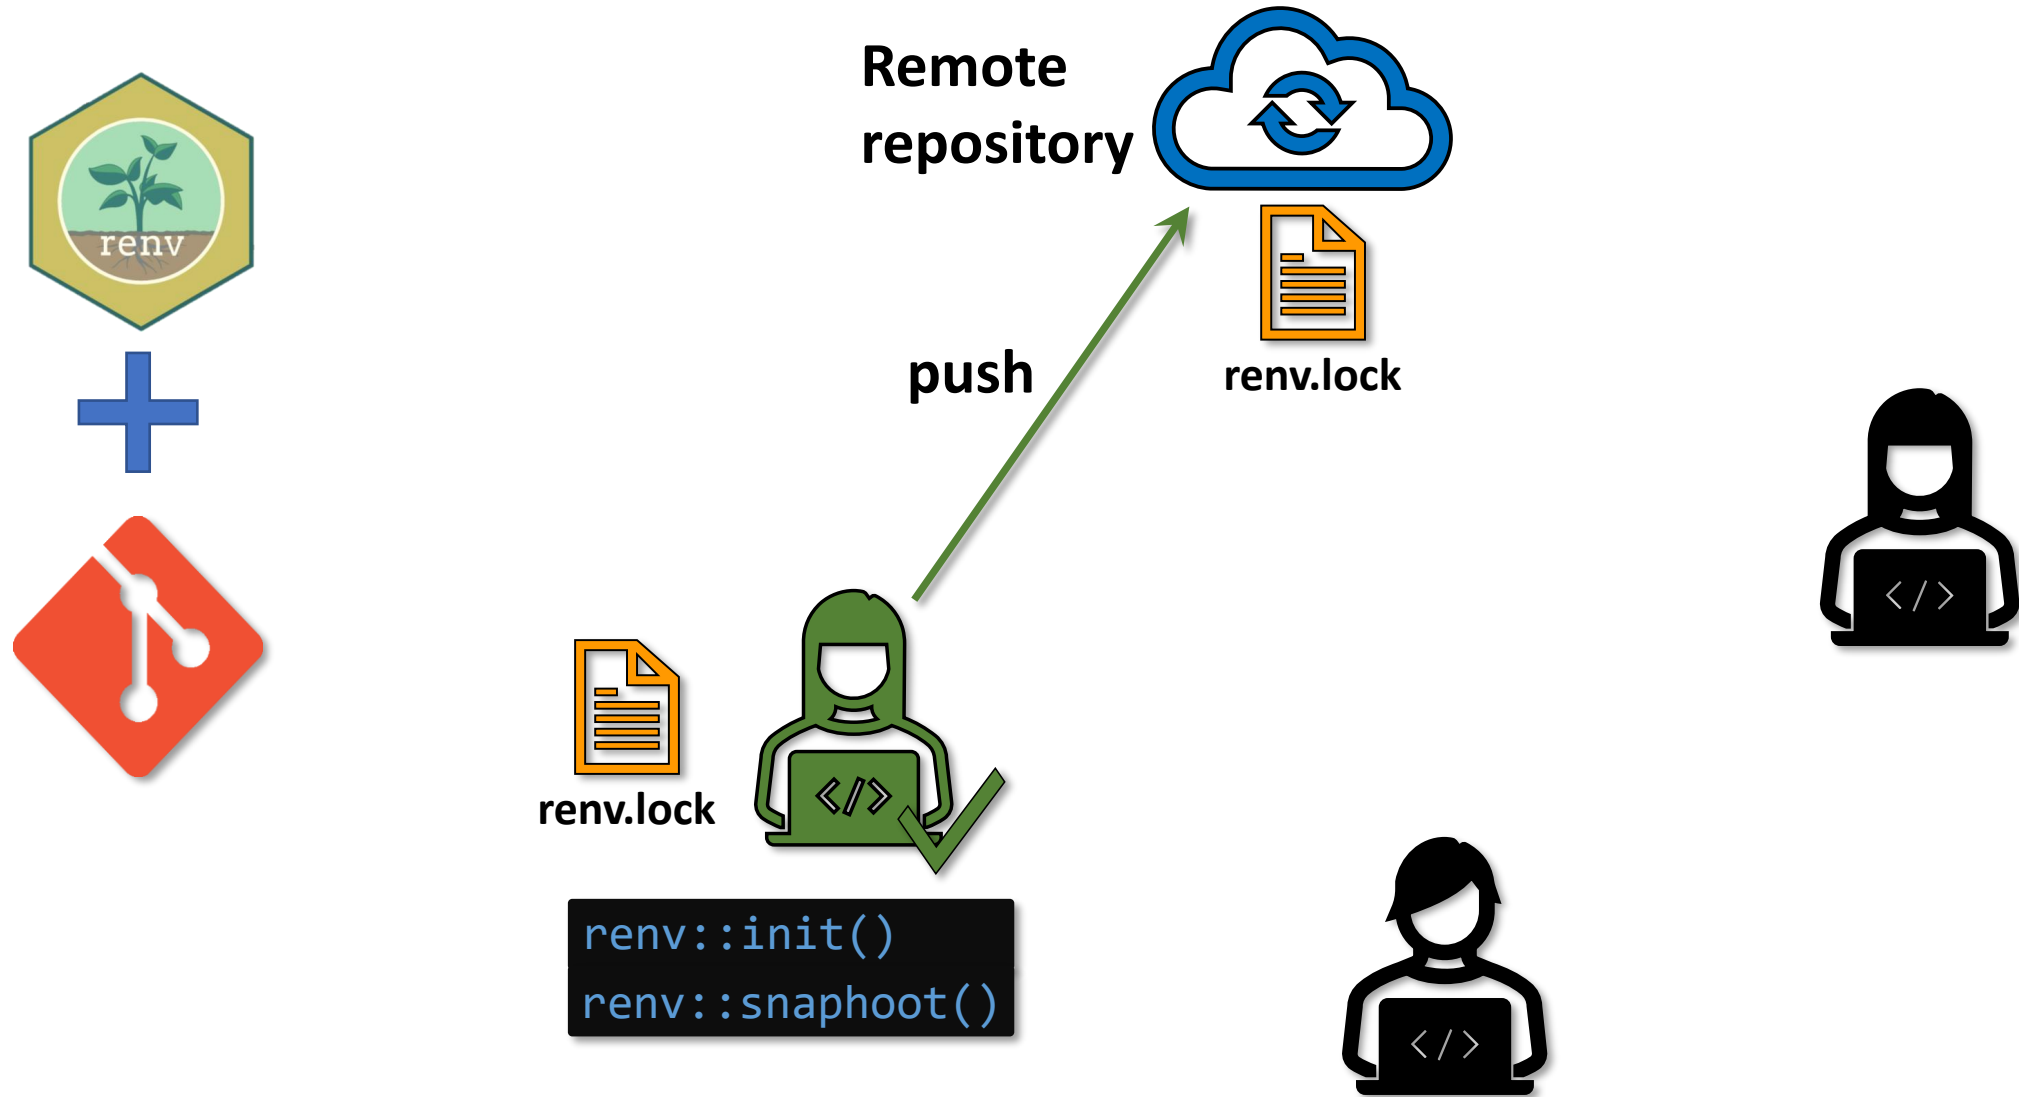 Remote
repository
renv
push
renv.lock
renv.lock
</>
</>
renv::init()
renv::snaphoot()
</>